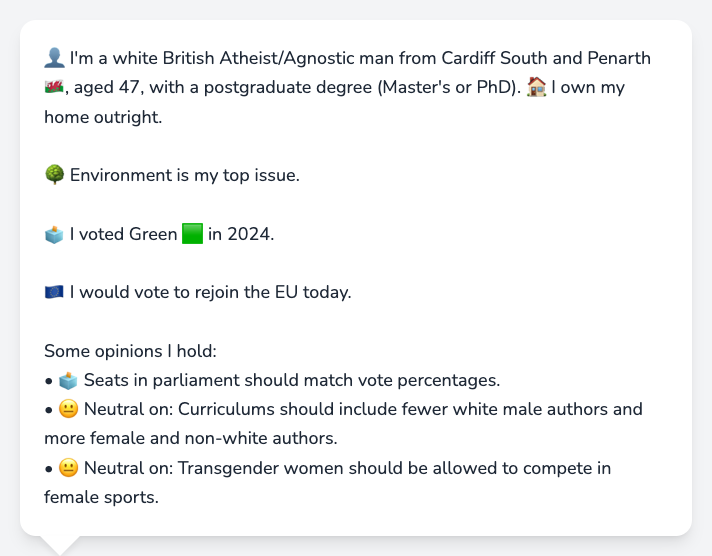 👤 I'm a white British Atheist/Agnostic man from Cardiff South and Penarth
🏴󠁧󠁢󠁷󠁬󠁳󠁿, aged 47, with a postgraduate degree (Master's or PhD). 🏠 I own my
home outright.
🌳 Environment is my top issue.
🗳️ I voted Green 🟩 in 2024.
🇪🇺 I would vote to rejoin the EU today.
Some opinions I hold:
• 🗳️ Seats in parliament should match vote percentages.
• 😐 Neutral on: Curriculums should include fewer white male authors and
more female and non-white authors.
• 😐 Neutral on: Transgender women should be allowed to compete in
female sports.